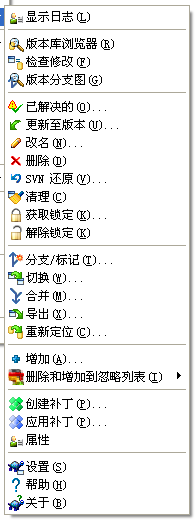 显示日志(L)
版本库浏览器(R)
检查修改(F)
版本分支图(G)
已解决的(O)...
更新至版本(U)...
改名(N)...
删除(D)
SVN 还原(V)...
清理(C)
获取锁定(K)...
解除锁定(K)
分支/标记(T)...
切换(W)...
合并(M)...
导出(X)...
重新定位(C)...
增加(A)...
删除和增加到忽略列表(I)
创建补丁(P)...
应用补丁(P)...
属性
设置(S)
帮助(H)
关于(B)